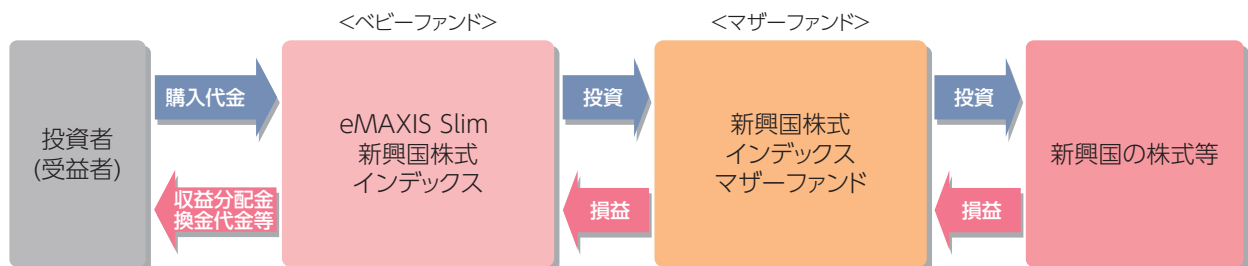 <ベビーファンド>
<マザーファンド>
投資者
(受益者)
購入代金
収益分配金
換金代金等
eMAXIS Slim
新興国株式
インデックス
投資
損益
新興国株式
インデックス
マザーファンド
投資
損益
新興国の株式等